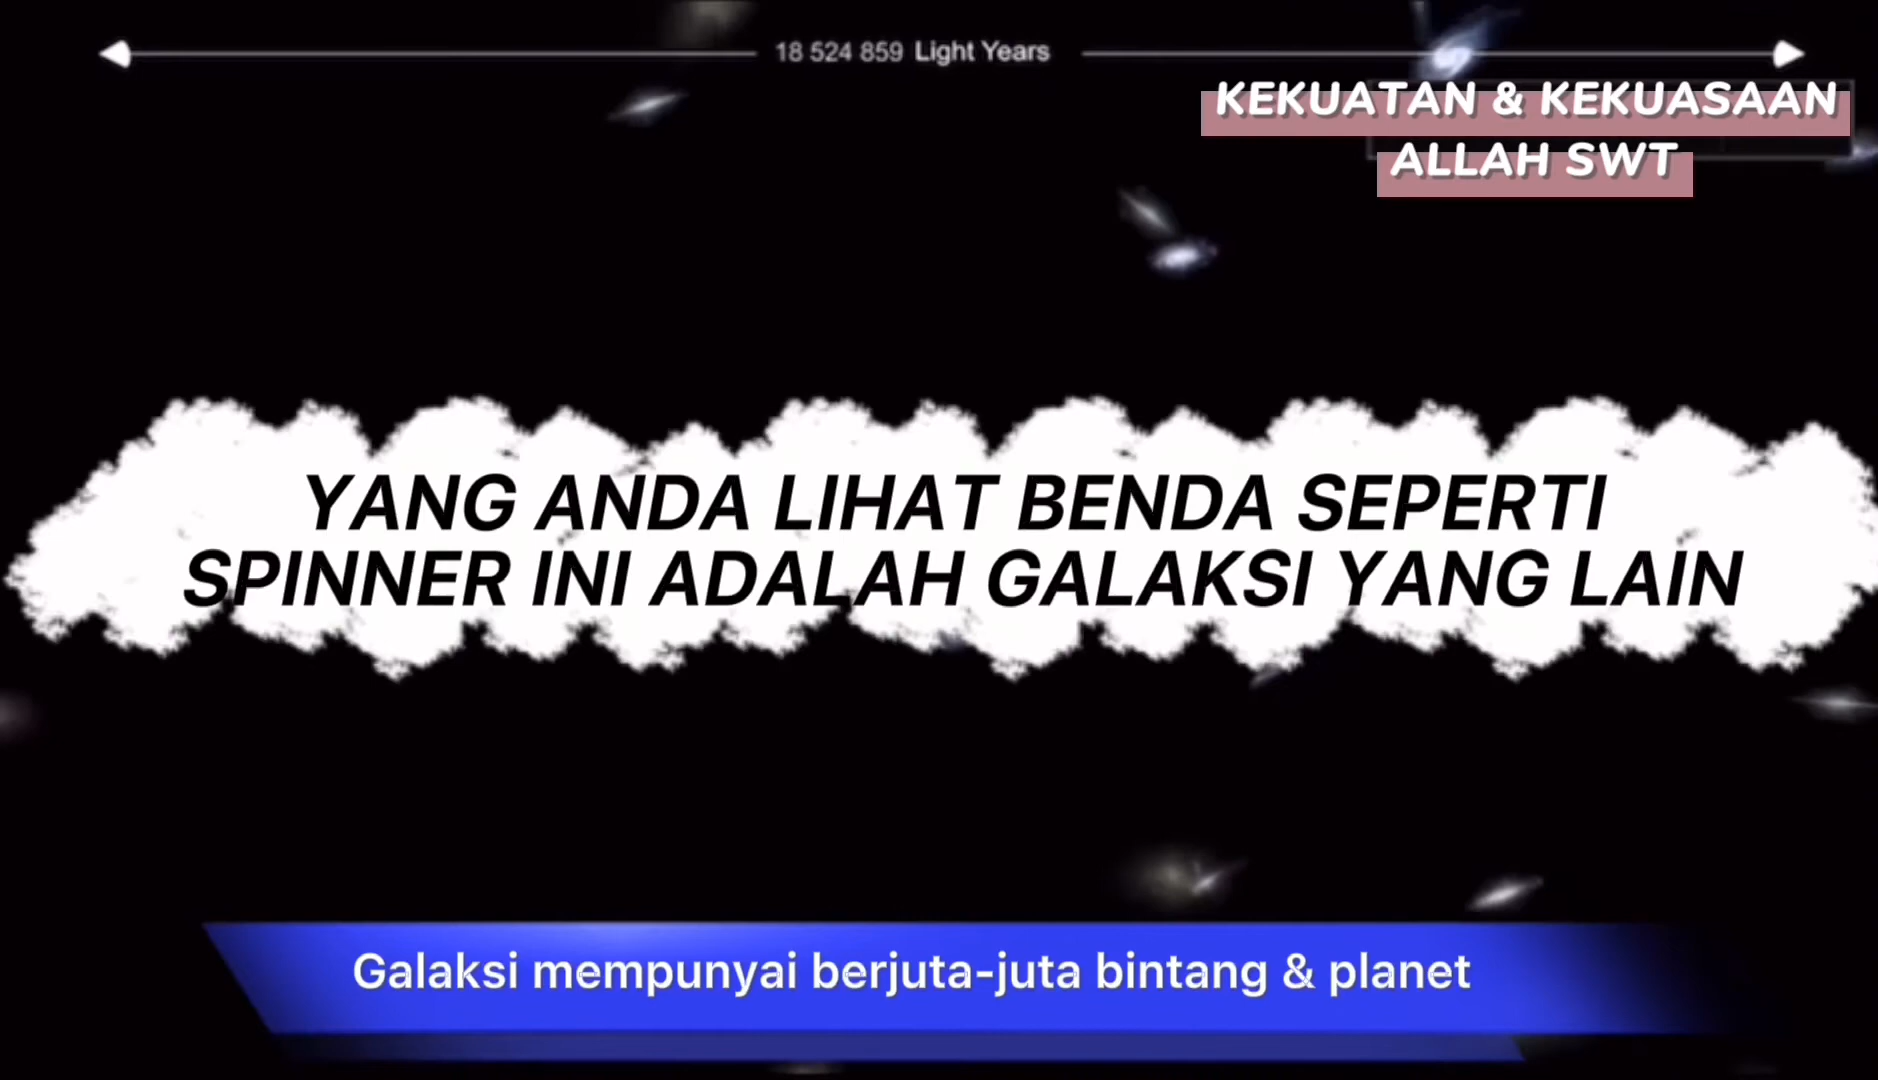 18 524 859 Light Years
KEKUATAN & KEKUASAAN
ALLAH SWT
YANG ANDA LIHAT BENDA SEPERTI
SPINNER INI ADALAH GALAKSI YANG LAIN
Galaksi mempunyai berjuta-juta bintang & planet